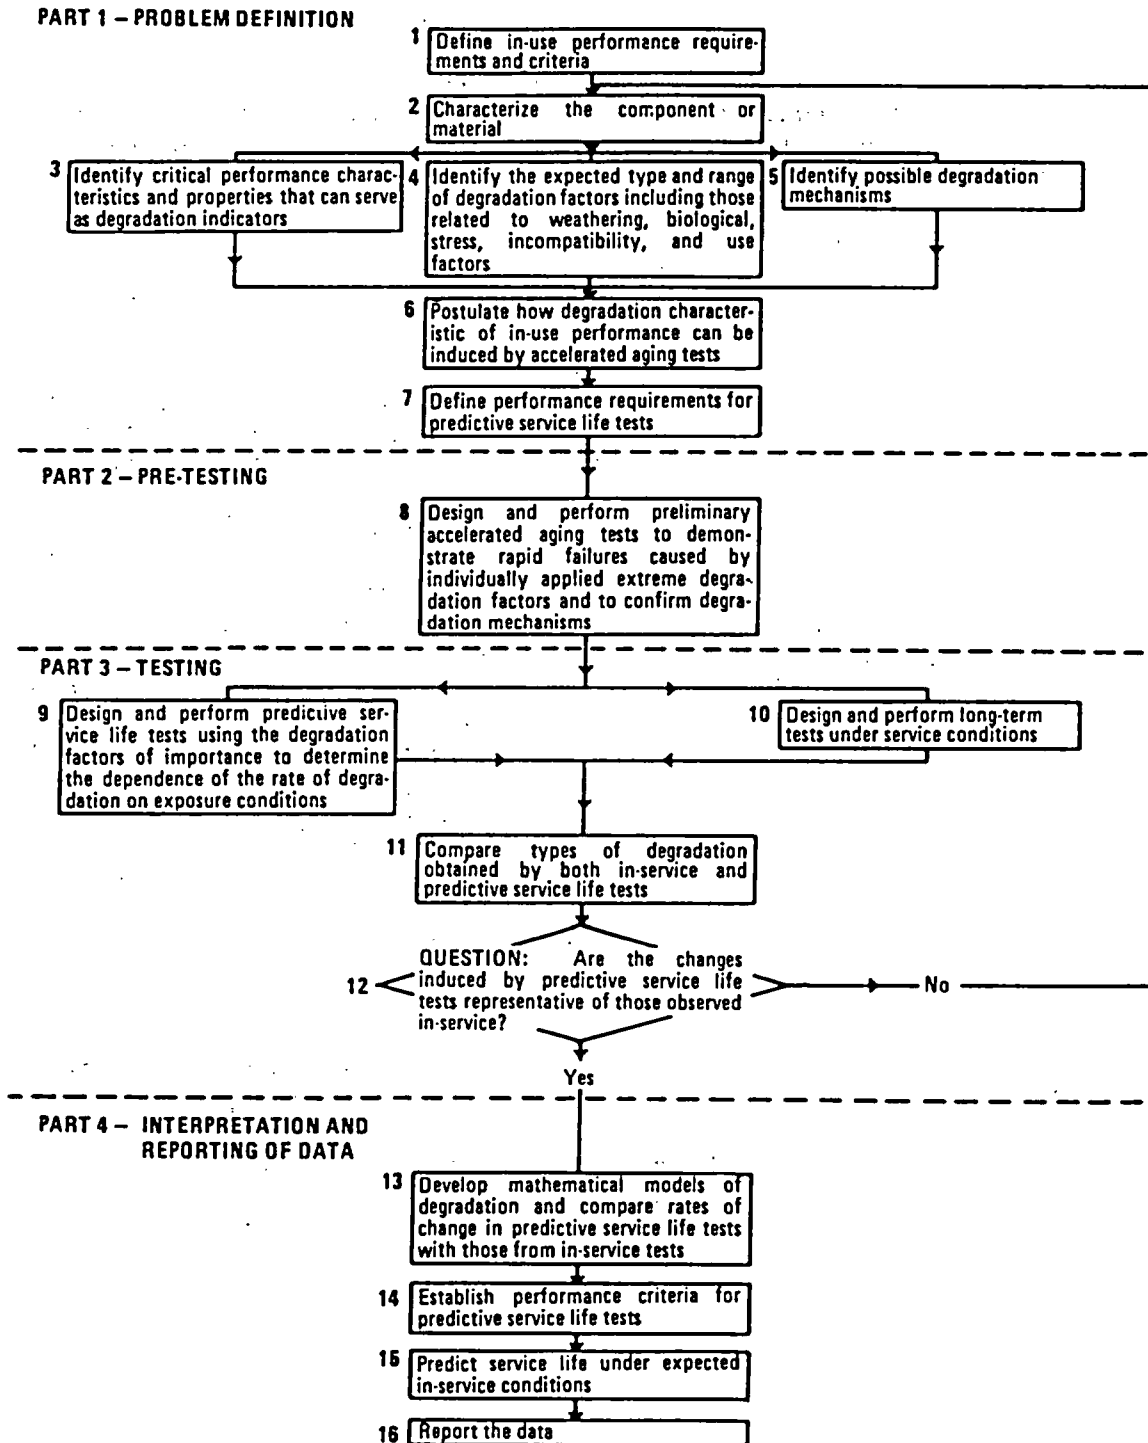 PART 1 – PROBLEM DEFINITION
1 Define in-use performance require-
ments and criteria
2 Characterize the component or
material
3 Identify critical performance charac-
teristics and properties that can serve
as degradation indicators
4 Identify the expected type and range
of degradation factors including those
related to weathering, biological,
stress, incompatibility, and use
factors
5 Identify possible degradation
mechanisms
6 Postulate how degradation character-
istic of in-use performance can be
induced by accelerated aging tests
7 Define performance requirements for
predictive service life tests
PART 2 – PRE-TESTING
8 Design and perform preliminary
accelerated aging tests to demon-
strate rapid failures caused by
individually applied extreme degra-
dation factors and to confirm degra-
dation mechanisms
PART 3 – TESTING
9 Design and perform predictive ser-
vice life tests using the degradation
factors of importance to determine
the dependence of the rate of degra-
dation on exposure conditions
10 Design and perform long-term
tests under service conditions
11 Compare types of degradation
obtained by both in-service and
predictive service life tests
12 QUESTION: Are the changes
induced by predictive service life
tests representative of those observed
in-service?
No
Yes
PART 4 – INTERPRETATION AND
REPORTING OF DATA
13 Develop mathematical models of
degradation and compare rates of
change in predictive service life tests
with those from in-service tests
14 Establish performance criteria for
predictive service life tests
15 Predict service life under expected
in-service conditions
16 Report the data